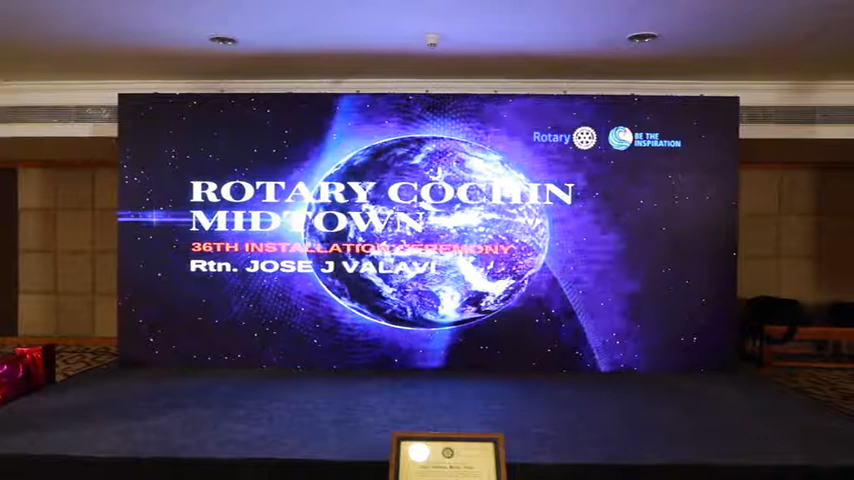 Rotary
BE THE
INSPIRATION
ROTARY COCHIN
MIDTOWN
36TH INSTALLATION CEREMONY
Rtn. JOSE J VALAVI